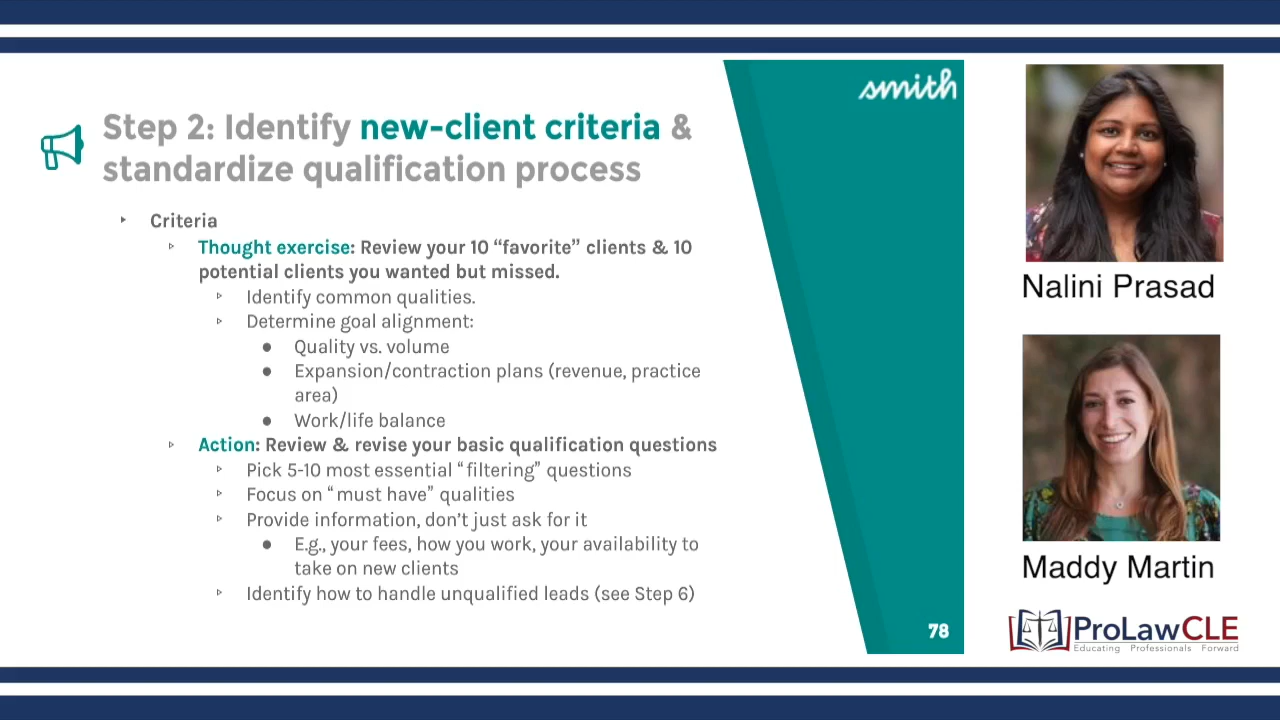 smith
Step 2: Identify new-client criteria &
standardize qualification process
Criteria
Thought exercise: Review your 10 “favorite” clients & 10
potential clients you wanted but missed.
Identify common qualities.
Determine goal alignment:
Quality vs. volume
Expansion/contraction plans (revenue, practice
area)
Work/life balance
Action: Review & revise your basic qualification questions
Pick 5-10 most essential “filtering” questions
Focus on “must have” qualities
Provide information, don’t just ask for it
E.g., your fees, how you work, your availability to
take on new clients
Identify how to handle unqualified leads (see Step 6)
78
Nalini Prasad
Maddy Martin
ProLawCLE
Educating Professionals Forward